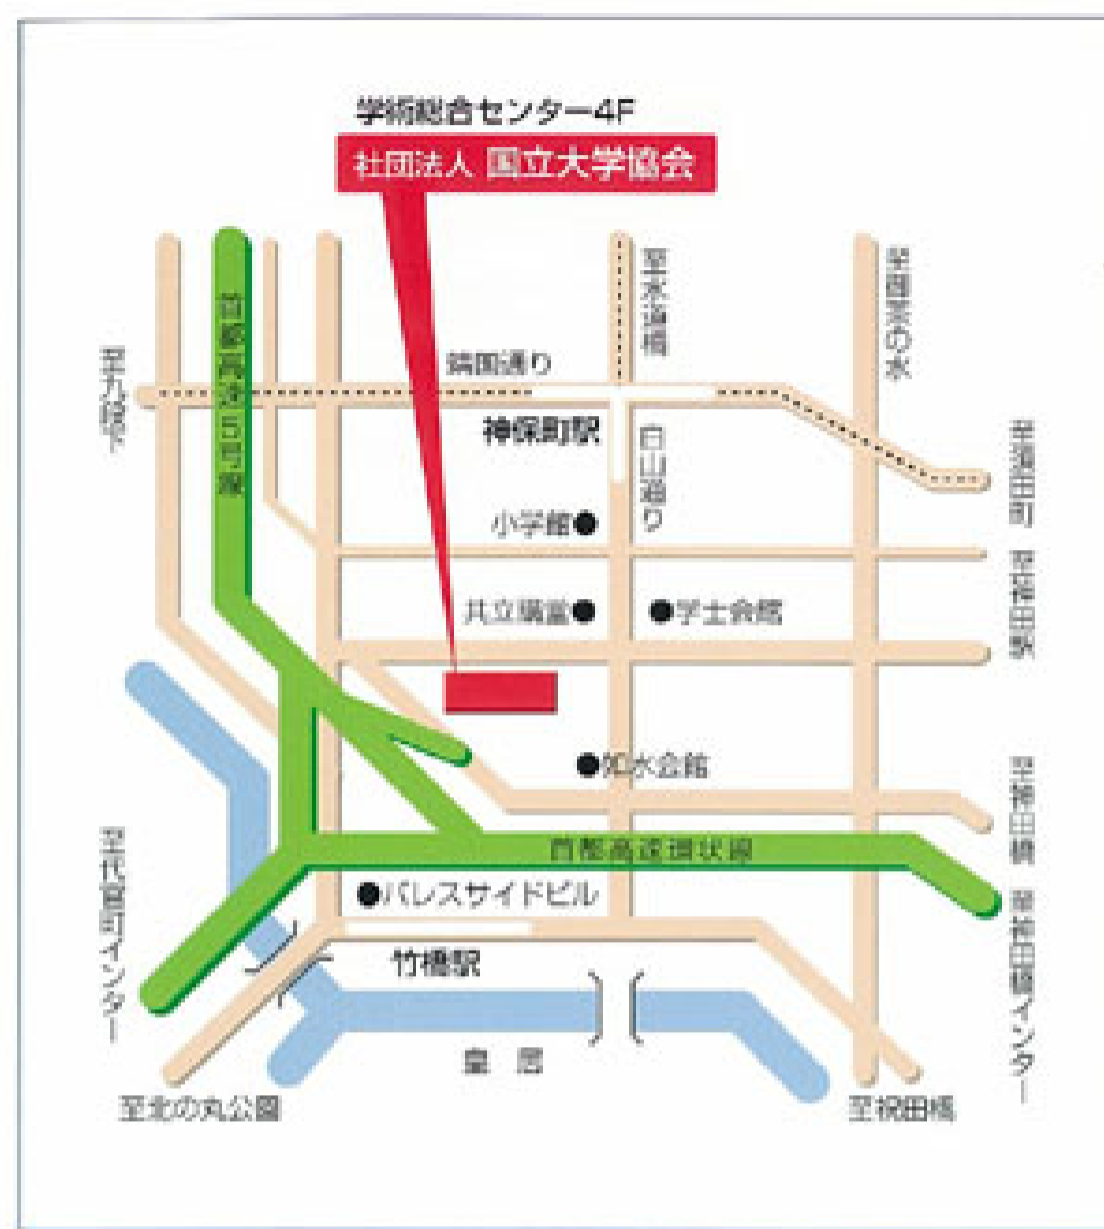 学術総合センター4F
社団法人 国立大学協会
至水道橋
至御茶の水
首都高速5号線
靖国通り
至九段
神保町駅
白山通り
至須田町
小学館
至神田駅
共立講堂
学士会館
如水会館
至神田橋
首都高速環状線
パレスサイドビル
至代官町インター
至神田橋インター
竹橋駅
皇居
至北の丸公園
至祝田橋